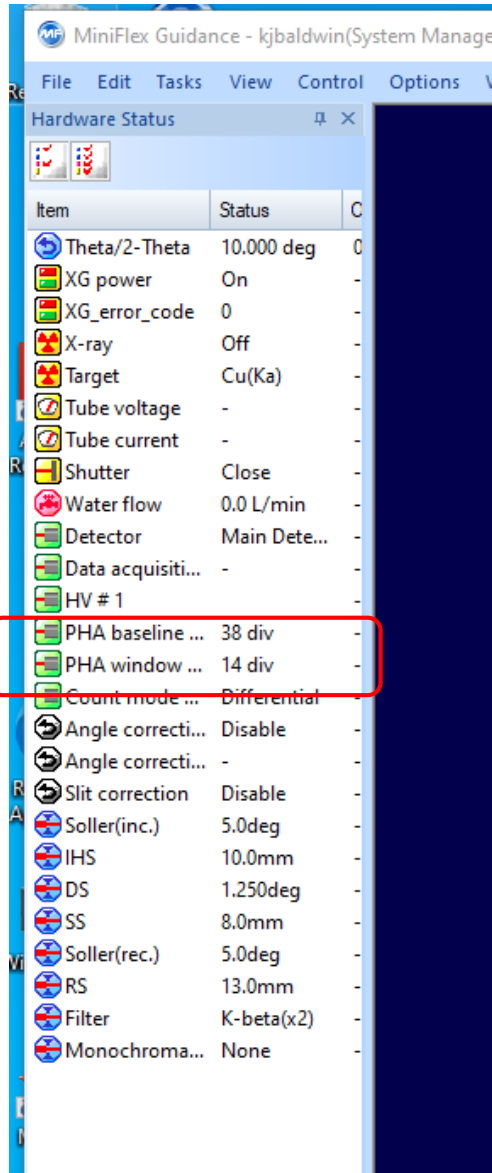 MF MiniFlex Guidance - kjbaldwin(System Manage
File Edit Tasks View Control Options
Hardware Status
Item Status
Theta/2-Theta 10.000 deg 0
XG power On -
XG_error_code 0 -
X-ray Off -
Target Cu(Ka) -
Tube voltage - -
Tube current - -
Shutter Close -
Water flow 0.0 L/min -
Detector Main Dete... -
Data acquisiti... - -
HV # 1 -
PHA baseline ... 38 div -
PHA window ... 14 div -
Count mode ... Differential -
Angle correcti... Disable -
Angle correcti... - -
Slit correction Disable -
Soller(inc.) 5.0deg -
IHS 10.0mm -
DS 1.250deg -
SS 8.0mm -
Soller(rec.) 5.0deg -
RS 13.0mm -
Filter K-beta(x2) -
Monochroma... None -